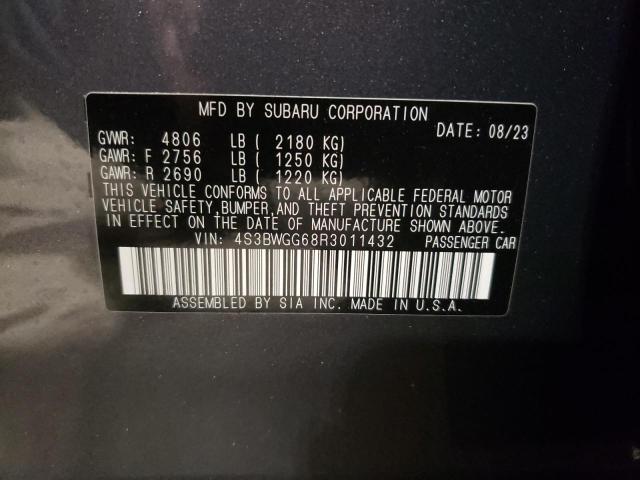 MFD BY SUBARU CORPORATION
DATE: 08/23
GVWR: 4806 LB ( 2180 KG)
GAWR: F 2756 LB ( 1250 KG)
GAWR: R 2690 LB ( 1220 KG)
THIS VEHICLE CONFORMS TO ALL APPLICABLE FEDERAL MOTOR
VEHICLE SAFETY, BUMPER, AND THEFT PREVENTION STANDARDS
IN EFFECT ON THE DATE OF MANUFACTURE SHOWN ABOVE.
VIN: 4S3BWGG68R3011432 PASSENGER CAR
ASSEMBLED BY SIA INC. MADE IN U.S.A.